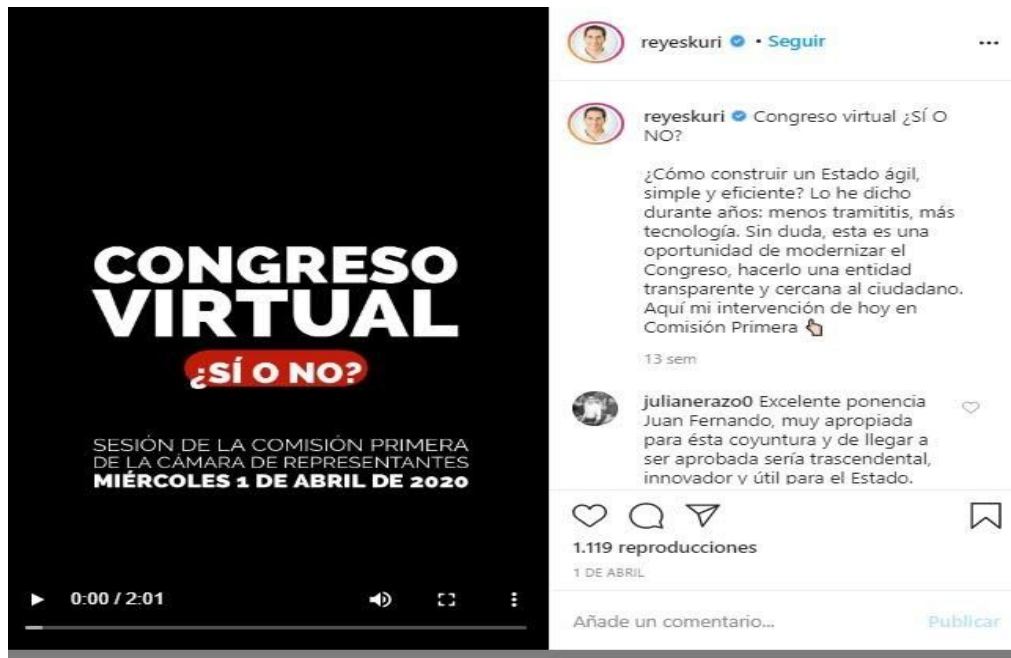 CONGRESO
VIRTUAL
¿SÍ O NO?
SESIÓN DE LA COMISIÓN PRIMERA
DE LA CÁMARA DE REPRESENTANTES
MIÉRCOLES 1 DE ABRIL DE 2020
0:00 / 2:01
reyeskuri • Seguir
reyeskuri Congreso virtual ¿SÍ O
NO?
¿Cómo construir un Estado ágil,
simple y eficiente? Lo he dicho
durante años: menos tramititis, más
tecnología. Sin duda, esta es una
oportunidad de modernizar el
Congreso, hacerlo una entidad
transparente y cercana al ciudadano.
Aquí mi intervención de hoy en
Comisión Primera
13 sem
julianerazo0 Excelente ponencia
Juan Fernando, muy apropiada
para ésta coyuntura y de llegar a
ser aprobada sería trascendental,
innovador y útil para el Estado.
1.119 reproducciones
1 DE ABRIL
Añade un comentario...
Publicar